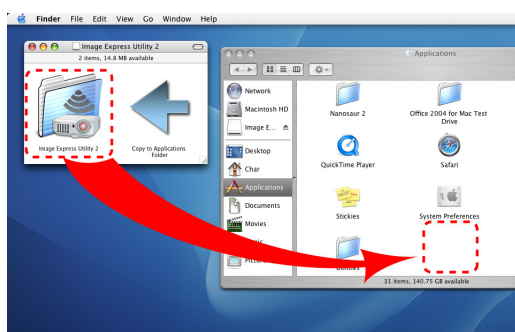 Finder File Edit View Go Window Help
Image Express Utility 2
2 items, 14.8 MB available
Image Express Utility 2
Copy to Applications
Folder
Applications
Network
Macintosh HD
Image E...
Desktop
Char
Applications
Documents
Movies
Nanosaur 2
Office 2004 for Mac Test
Drive
QuickTime Player
Safari
Stickies
System Preferences
Utilities
31 items, 140.75 GB available